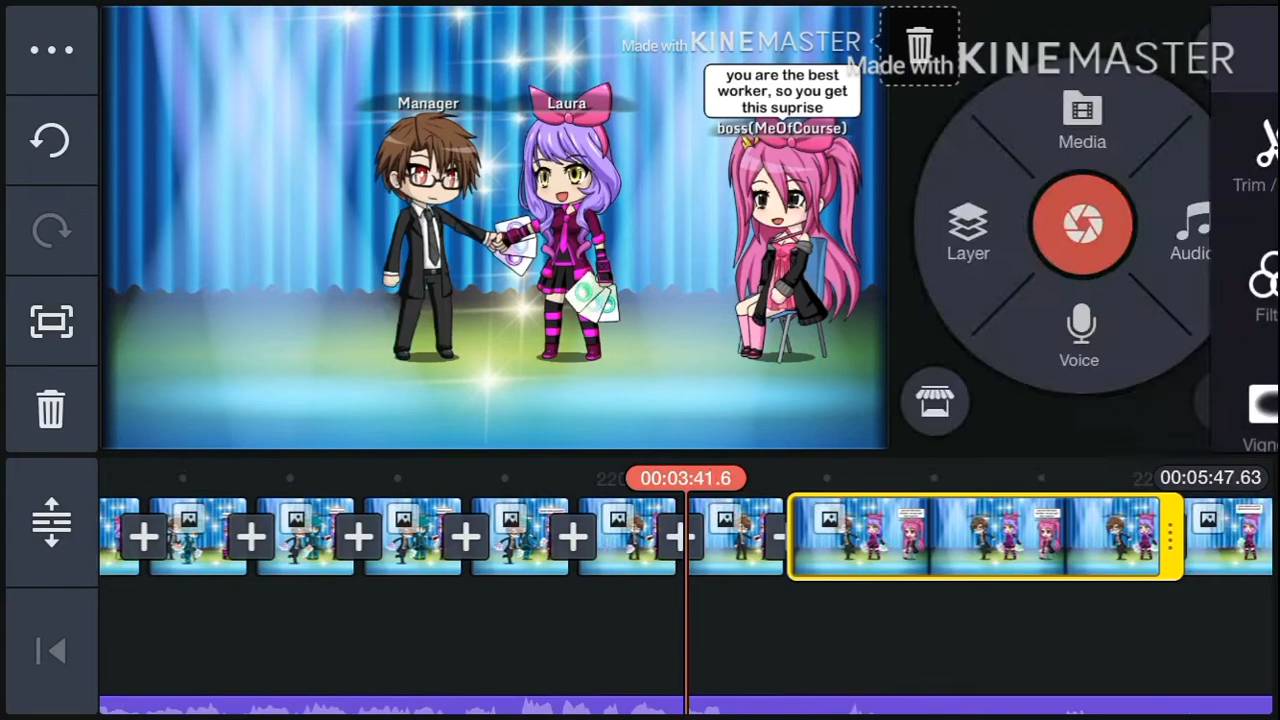 Made with KINEMASTER
Made with KINEMASTER
you are the best
worker, so you get
this suprise
Manager
Laura
boss(MeOfCourse)
Media
Layer
Audio
Voice
Trim /
Filt
Vign
00:03:41.6
00:05:47.63